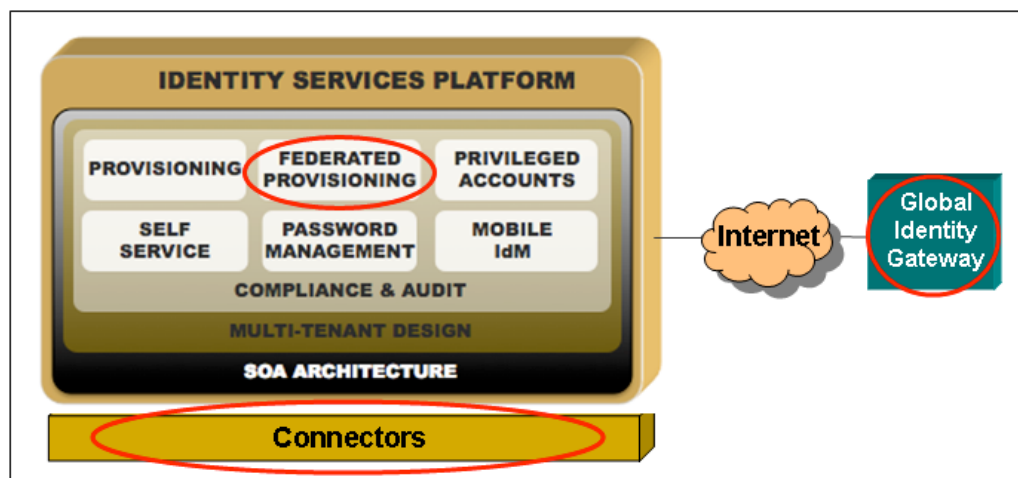 IDENTITY SERVICES PLATFORM
PROVISIONING
FEDERATED
PROVISIONING
PRIVILEGED
ACCOUNTS
SELF
SERVICE
PASSWORD
MANAGEMENT
MOBILE
IdM
COMPLIANCE & AUDIT
MULTI-TENANT DESIGN
SOA ARCHITECTURE
Connectors
Internet
Global
Identity
Gateway